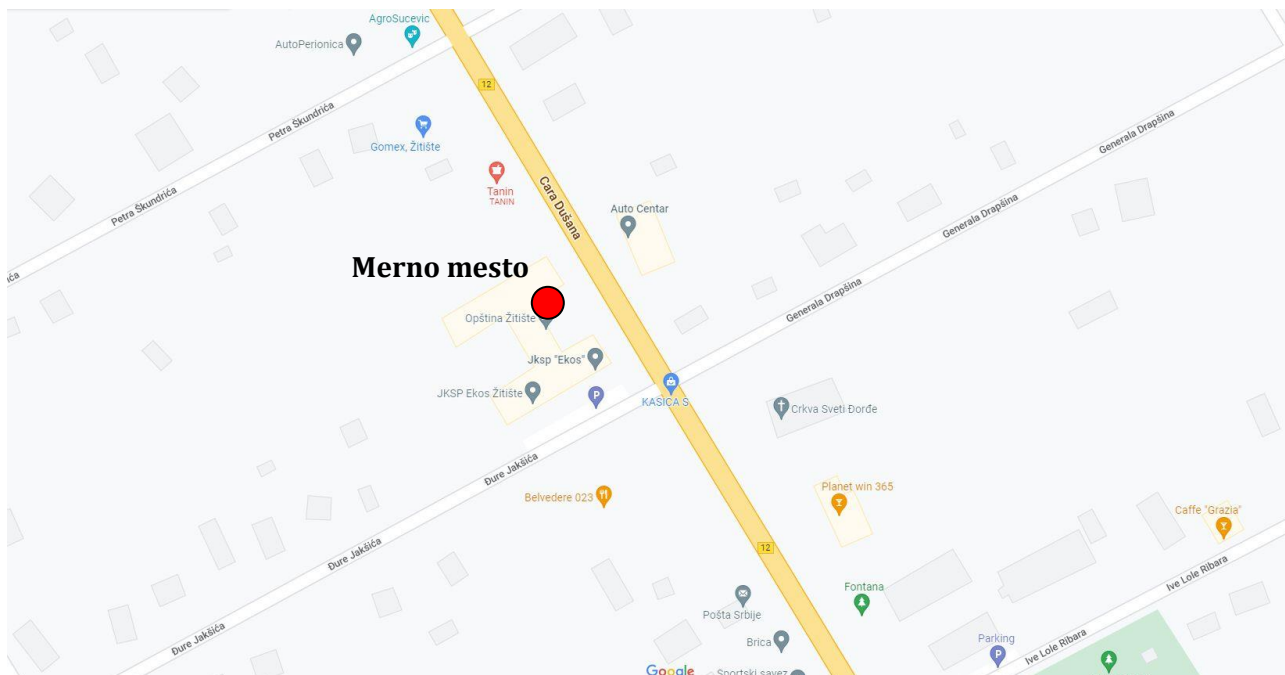 AgroSucevic
AutoPerionica
12
Petra Škundrića
Gomex, Žitište
Generala Drapšina
Tanin
TANIN
Cara Dušana
Petra Škundrića
Auto Centar
Generala Drapšina
Merno mesto
Generala Drapšina
Opština Žitište
Jksp "Ekos"
JKSP Ekos Žitište
P
KASICA S
Crkva Sveti Đorđe
Đure Jakšića
Planet win 365
Belvedere 023
Caffe "Grazia"
12
Đure Jakšića
Ive Lole Ribara
Fontana
Pošta Srbije
Đure Jakšića
Brica
Parking
P
Ive Lole Ribara
Google
Sportski savez